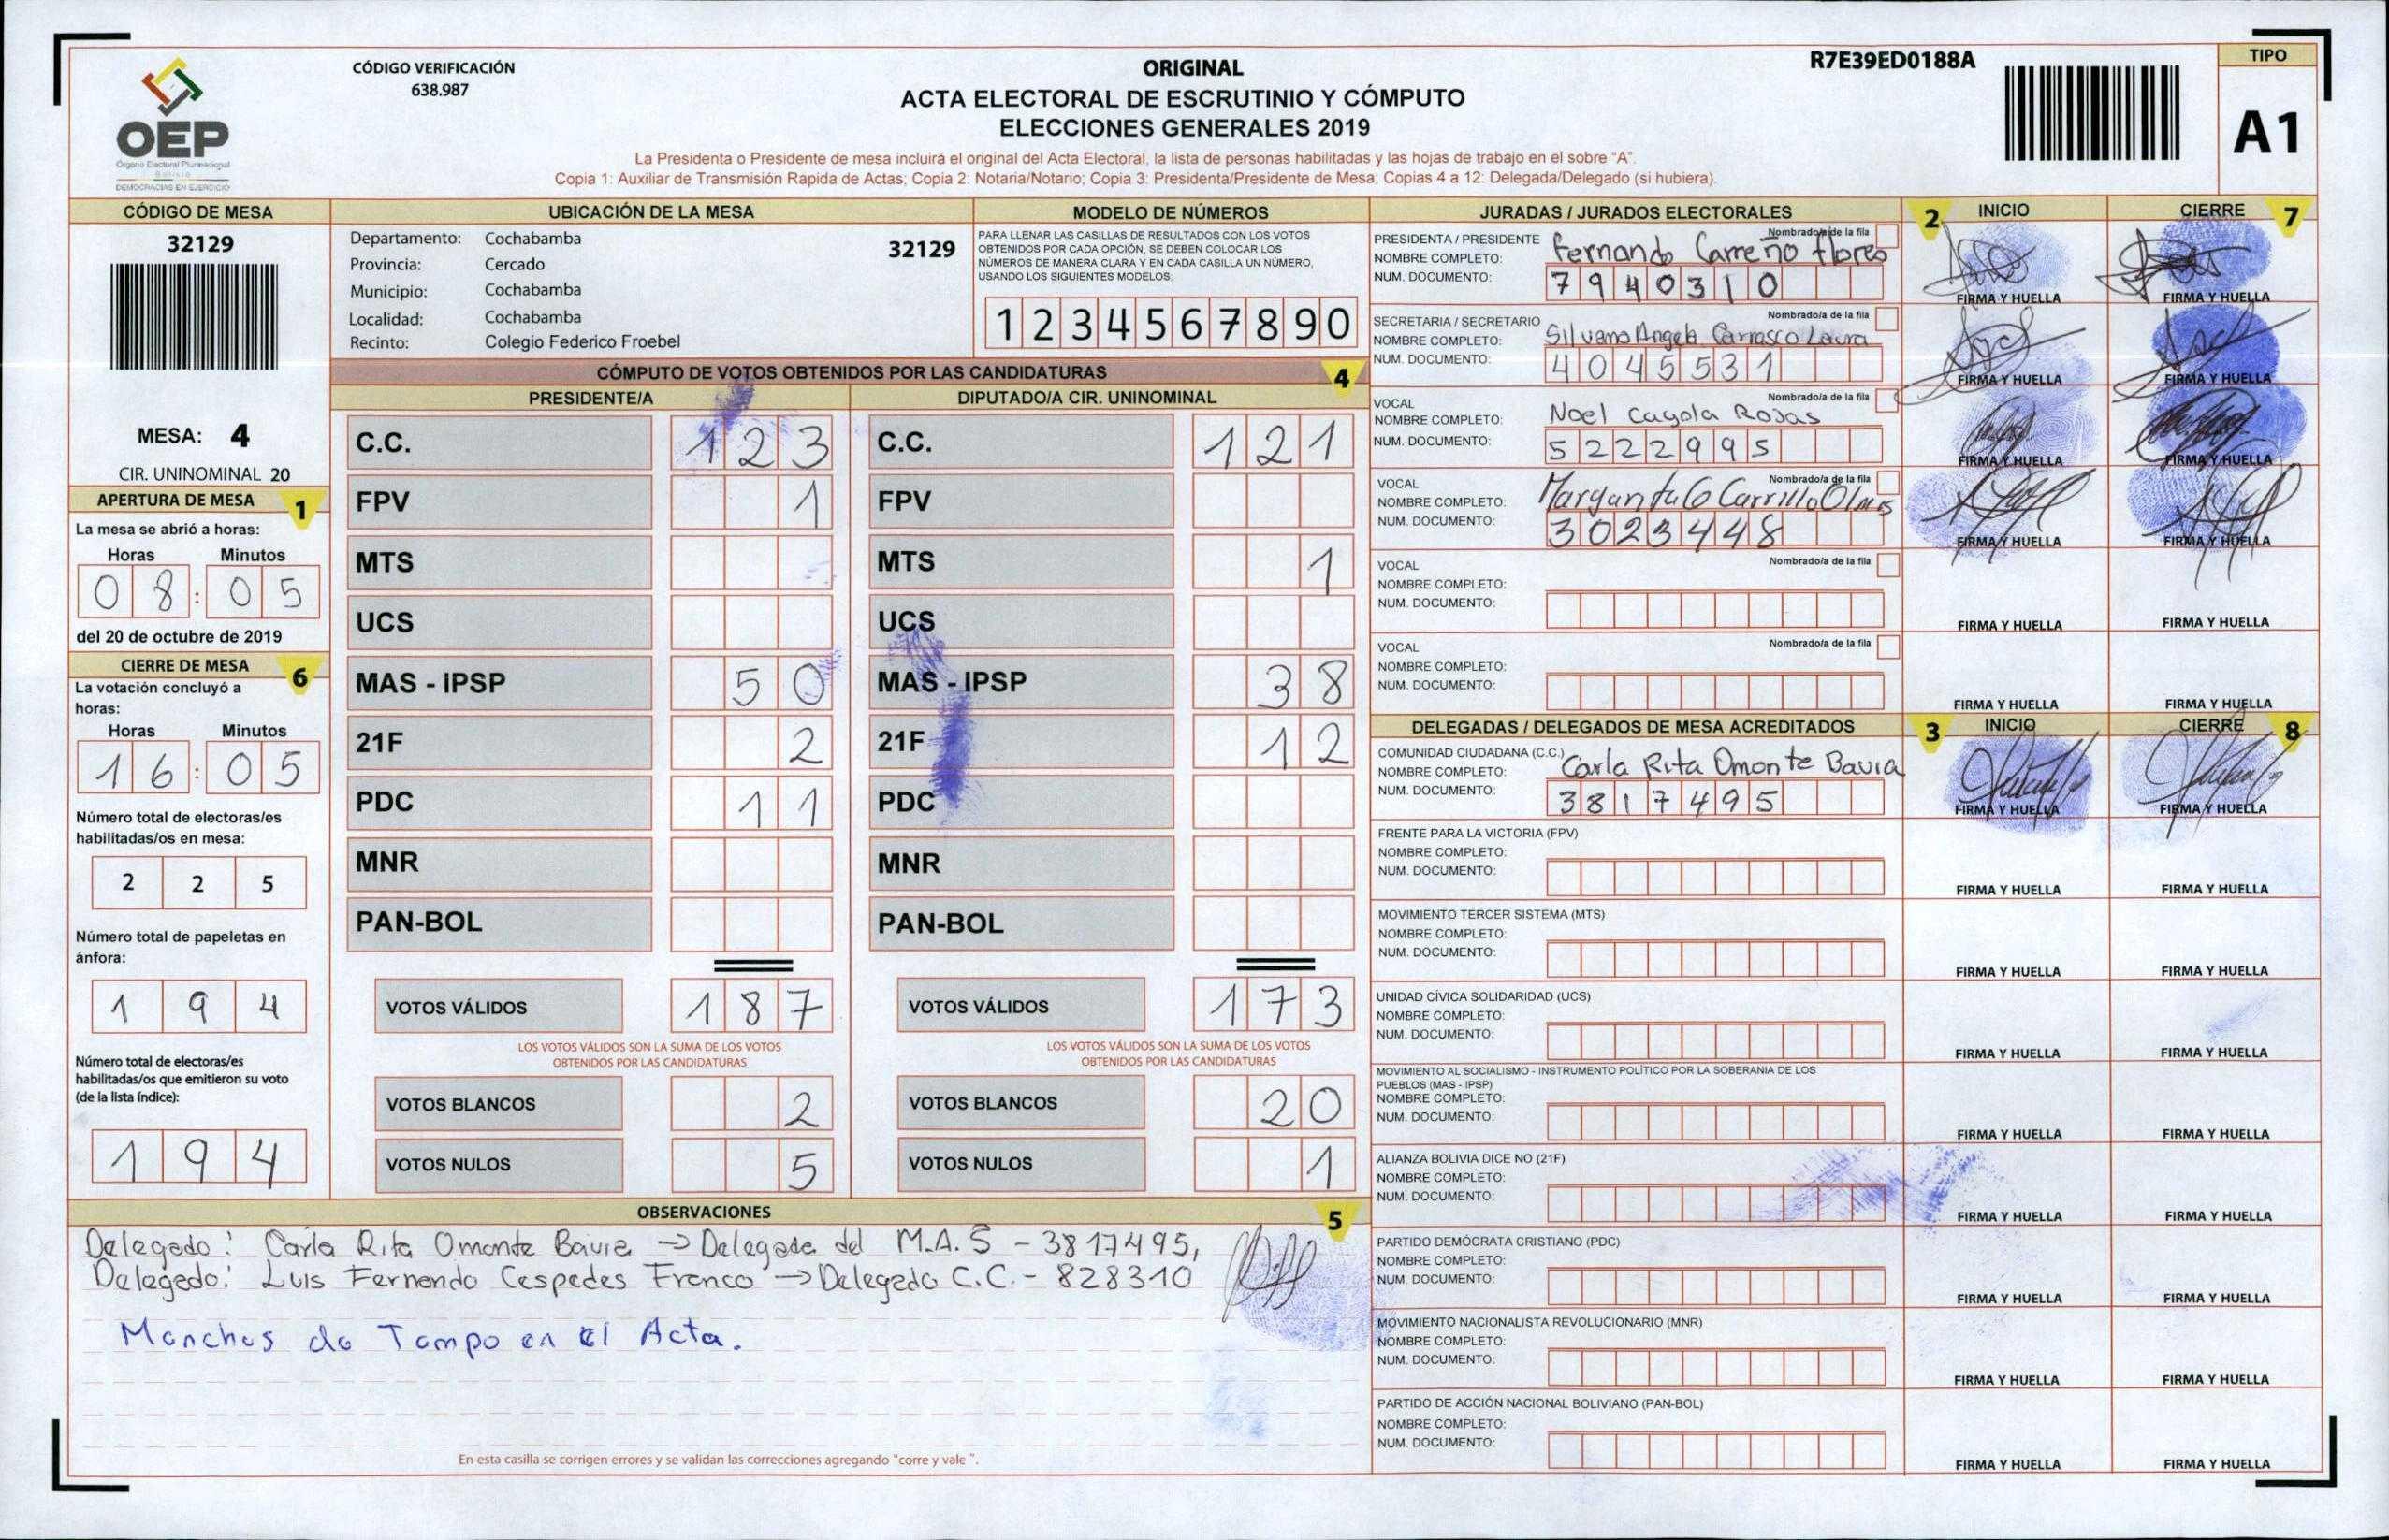 CÓDIGO VERIFICACIÓN
638.987
OEP
Órgano Electoral Plurinacional
Bolivia
DEMOCRACIAS EN EJERCICIO
ORIGINAL
ACTA ELECTORAL DE ESCRUTINIO Y CÓMPUTO
ELECCIONES GENERALES 2019
La Presidenta o Presidente de mesa incluirá el original del Acta Electoral, la lista de personas habilitadas y las hojas de trabajo en el sobre "A".
Copia 1: Auxiliar de Transmisión Rapida de Actas; Copia 2: Notaria/Notario; Copia 3: Presidenta/Presidente de Mesa; Copias 4 a 12: Delegada/Delegado (si hubiera).
R7E39ED0188A
TIPO
A1
CÓDIGO DE MESA
32129
MESA: 4
CIR. UNINOMINAL 20
APERTURA DE MESA 1
La mesa se abrió a horas:
Horas Minutos
08:05
del 20 de octubre de 2019
CIERRE DE MESA 6
La votación concluyó a
horas:
Horas Minutos
16:05
Número total de electoras/es
habilitadas/os en mesa:
2 2 5
Número total de papeletas en
ánfora:
1 9 4
Número total de electoras/es
habilitadas/os que emitieron su voto
(de la lista índice):
1 9 4
UBICACIÓN DE LA MESA
Departamento: Cochabamba 32129
Provincia: Cercado
Municipio: Cochabamba
Localidad: Cochabamba
Recinto: Colegio Federico Froebel
MODELO DE NÚMEROS
PARA LLENAR LAS CASILLAS DE RESULTADOS CON LOS VOTOS
OBTENIDOS POR CADA OPCIÓN, SE DEBEN COLOCAR LOS
NÚMEROS DE MANERA CLARA Y EN CADA CASILLA UN NÚMERO,
USANDO LOS SIGUIENTES MODELOS:
1 2 3 4 5 6 7 8 9 0
CÓMPUTO DE VOTOS OBTENIDOS POR LAS CANDIDATURAS 4
PRESIDENTE/A
C.C. 123
FPV 1
MTS
UCS
MAS - IPSP 50
21F 2
PDC 11
MNR
PAN-BOL
VOTOS VÁLIDOS 187
LOS VOTOS VÁLIDOS SON LA SUMA DE LOS VOTOS
OBTENIDOS POR LAS CANDIDATURAS
VOTOS BLANCOS 2
VOTOS NULOS 5
DIPUTADO/A CIR. UNINOMINAL
C.C. 121
FPV
MTS 1
UCS
MAS - IPSP 38
21F 12
PDC
MNR
PAN-BOL
VOTOS VÁLIDOS 173
LOS VOTOS VÁLIDOS SON LA SUMA DE LOS VOTOS
OBTENIDOS POR LAS CANDIDATURAS
VOTOS BLANCOS 20
VOTOS NULOS 1
OBSERVACIONES 5
Delegado: Carla Rita Omonte Bavia → Delegada del M.A.S - 3817495,
Delegado: Luis Fernando Cespedes Franco → Delegado C.C. - 828310
Manchas de Tampo en el Acta.
En esta casilla se corrigen errores y se validan las correcciones agregando "corre y vale".
JURADAS / JURADOS ELECTORALES 2 INICIO CIERRE 7
PRESIDENTA / PRESIDENTE Nombrado/a de la fila
NOMBRE COMPLETO: Fernando Carreño Flores
NUM. DOCUMENTO: 7940310
FIRMA Y HUELLA FIRMA Y HUELLA
SECRETARIA / SECRETARIO Nombrado/a de la fila
NOMBRE COMPLETO: Silvana Angela Carrasco Laura
NUM. DOCUMENTO: 4045531
FIRMA Y HUELLA FIRMA Y HUELLA
VOCAL Nombrado/a de la fila
NOMBRE COMPLETO: Noel Cayola Rojas
NUM. DOCUMENTO: 5222995
FIRMA Y HUELLA FIRMA Y HUELLA
VOCAL Nombrado/a de la fila
NOMBRE COMPLETO: Margarita G Carrillo
NUM. DOCUMENTO: 3023448
FIRMA Y HUELLA FIRMA Y HUELLA
VOCAL Nombrado/a de la fila
NOMBRE COMPLETO:
NUM. DOCUMENTO:
FIRMA Y HUELLA FIRMA Y HUELLA
VOCAL Nombrado/a de la fila
NOMBRE COMPLETO:
NUM. DOCUMENTO:
FIRMA Y HUELLA FIRMA Y HUELLA
DELEGADAS / DELEGADOS DE MESA ACREDITADOS 3 INICIO CIERRE 8
COMUNIDAD CIUDADANA (C.C.)
NOMBRE COMPLETO: Carla Rita Omonte Bavia
NUM. DOCUMENTO: 3817495
FIRMA Y HUELLA FIRMA Y HUELLA
FRENTE PARA LA VICTORIA (FPV)
NOMBRE COMPLETO:
NUM. DOCUMENTO:
FIRMA Y HUELLA FIRMA Y HUELLA
MOVIMIENTO TERCER SISTEMA (MTS)
NOMBRE COMPLETO:
NUM. DOCUMENTO:
FIRMA Y HUELLA FIRMA Y HUELLA
UNIDAD CÍVICA SOLIDARIDAD (UCS)
NOMBRE COMPLETO:
NUM. DOCUMENTO:
FIRMA Y HUELLA FIRMA Y HUELLA
MOVIMIENTO AL SOCIALISMO - INSTRUMENTO POLÍTICO POR LA SOBERANIA DE LOS
PUEBLOS (MAS - IPSP)
NOMBRE COMPLETO:
NUM. DOCUMENTO:
FIRMA Y HUELLA FIRMA Y HUELLA
ALIANZA BOLIVIA DICE NO (21F)
NOMBRE COMPLETO:
NUM. DOCUMENTO:
FIRMA Y HUELLA FIRMA Y HUELLA
PARTIDO DEMÓCRATA CRISTIANO (PDC)
NOMBRE COMPLETO:
NUM. DOCUMENTO:
FIRMA Y HUELLA FIRMA Y HUELLA
MOVIMIENTO NACIONALISTA REVOLUCIONARIO (MNR)
NOMBRE COMPLETO:
NUM. DOCUMENTO:
FIRMA Y HUELLA FIRMA Y HUELLA
PARTIDO DE ACCIÓN NACIONAL BOLIVIANO (PAN-BOL)
NOMBRE COMPLETO:
NUM. DOCUMENTO:
FIRMA Y HUELLA FIRMA Y HUELLA